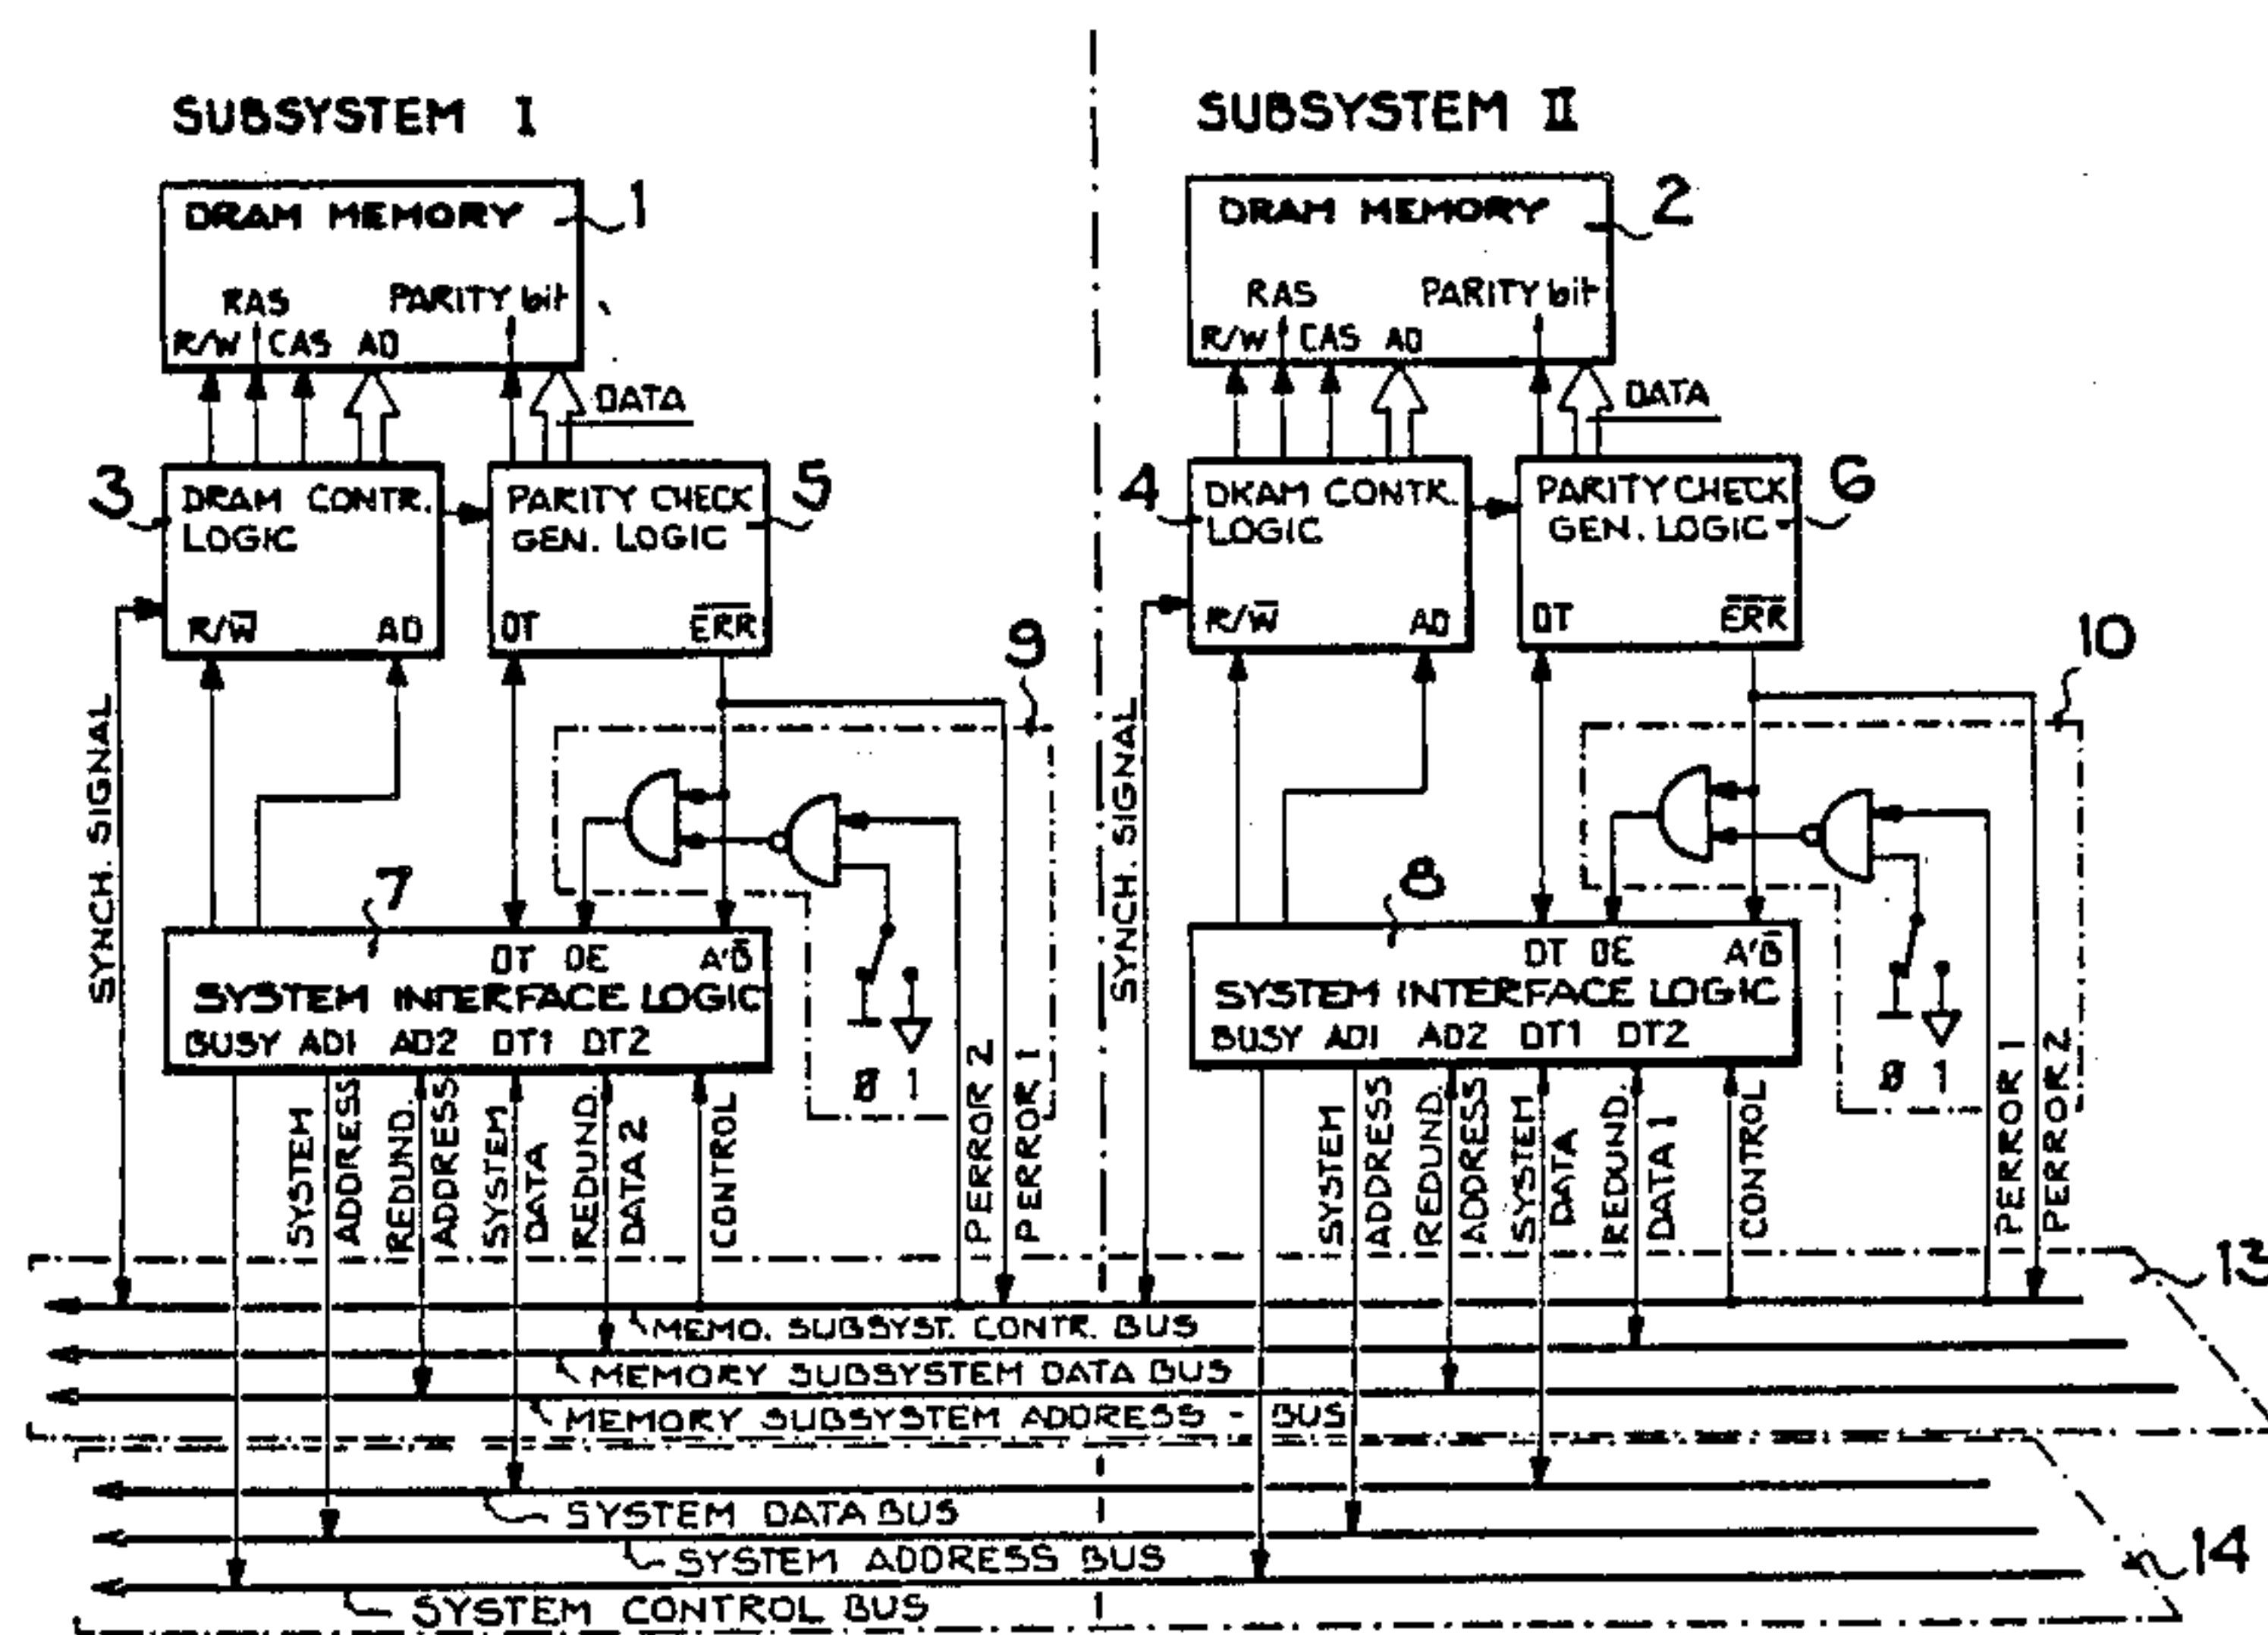 SUBSYSTEM I
DRAM MEMORY
1
RAS
PARITY bit
R/W CAS AD
DATA
3
DRAM CONTR.
LOGIC
R/W̅ AD
PARITY CHECK
GEN. LOGIC
5
DT E̅R̅R̅
SYNCH. SIGNAL
9
7
DT OE A/B̅
SYSTEM INTERFACE LOGIC
BUSY AD1 AD2 DT1 DT2
0 1
SYSTEM
ADDRESS
REDUND.
ADDRESS
SYSTEM
DATA
REDUND.
DATA 2
CONTROL
PERROR 2
PERROR 1
SUBSYSTEM II
DRAM MEMORY
2
RAS
PARITY bit
R/W CAS AD
DATA
4
DRAM CONTR.
LOGIC
R/W̅ AD
PARITY CHECK
GEN. LOGIC
6
DT E̅R̅R̅
SYNCH. SIGNAL
10
8
DT OE A/B̅
SYSTEM INTERFACE LOGIC
BUSY AD1 AD2 DT1 DT2
0 1
SYSTEM
ADDRESS
REDUND.
ADDRESS
SYSTEM
DATA
REDUND.
DATA 1
CONTROL
PERROR 1
PERROR 2
13
MEMO. SUBSYST. CONTR. BUS
MEMORY SUBSYSTEM DATA BUS
MEMORY SUBSYSTEM ADDRESS - BUS
SYSTEM DATA BUS
SYSTEM ADDRESS BUS
14
SYSTEM CONTROL BUS